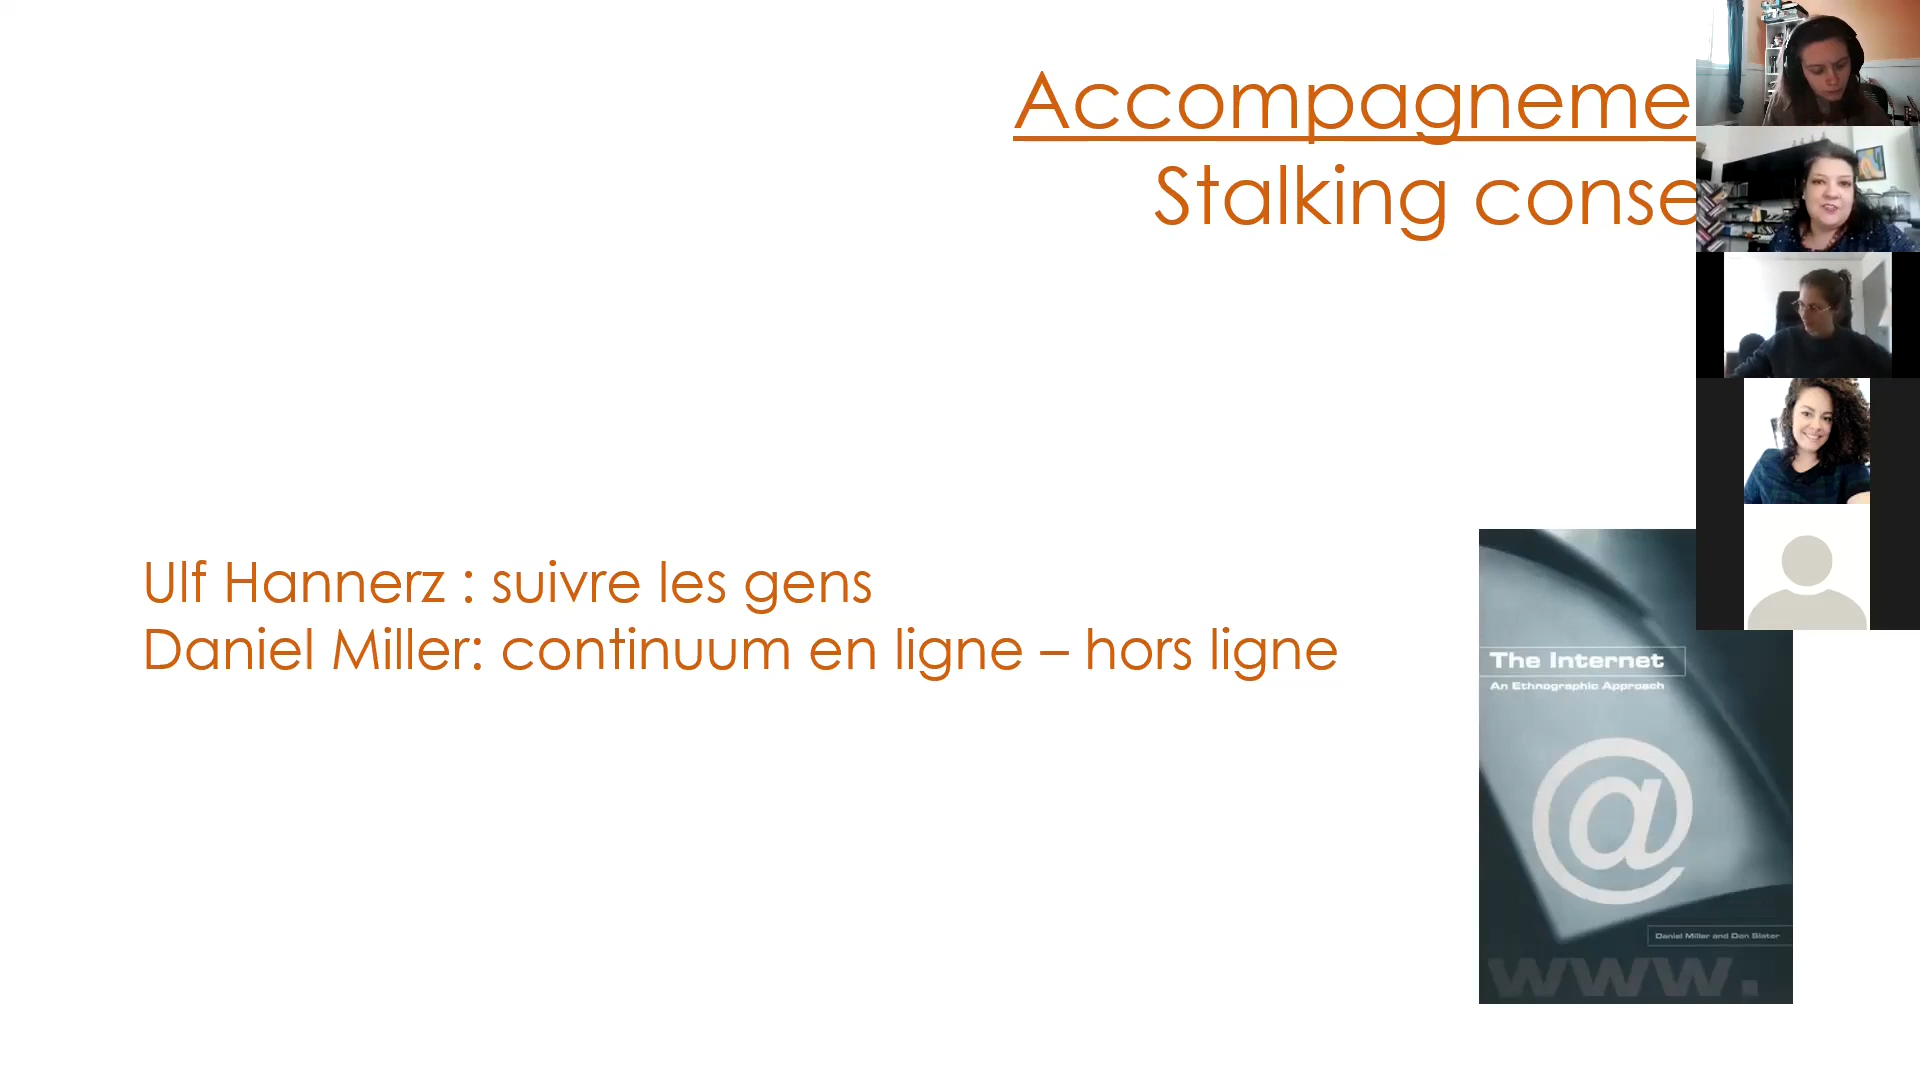 Accompagneme
Stalking conse
Ulf Hannerz : suivre les gens
Daniel Miller: continuum en ligne – hors ligne
The Internet
An Ethnographic Approach
@
Daniel Miller and Don Slater
www.